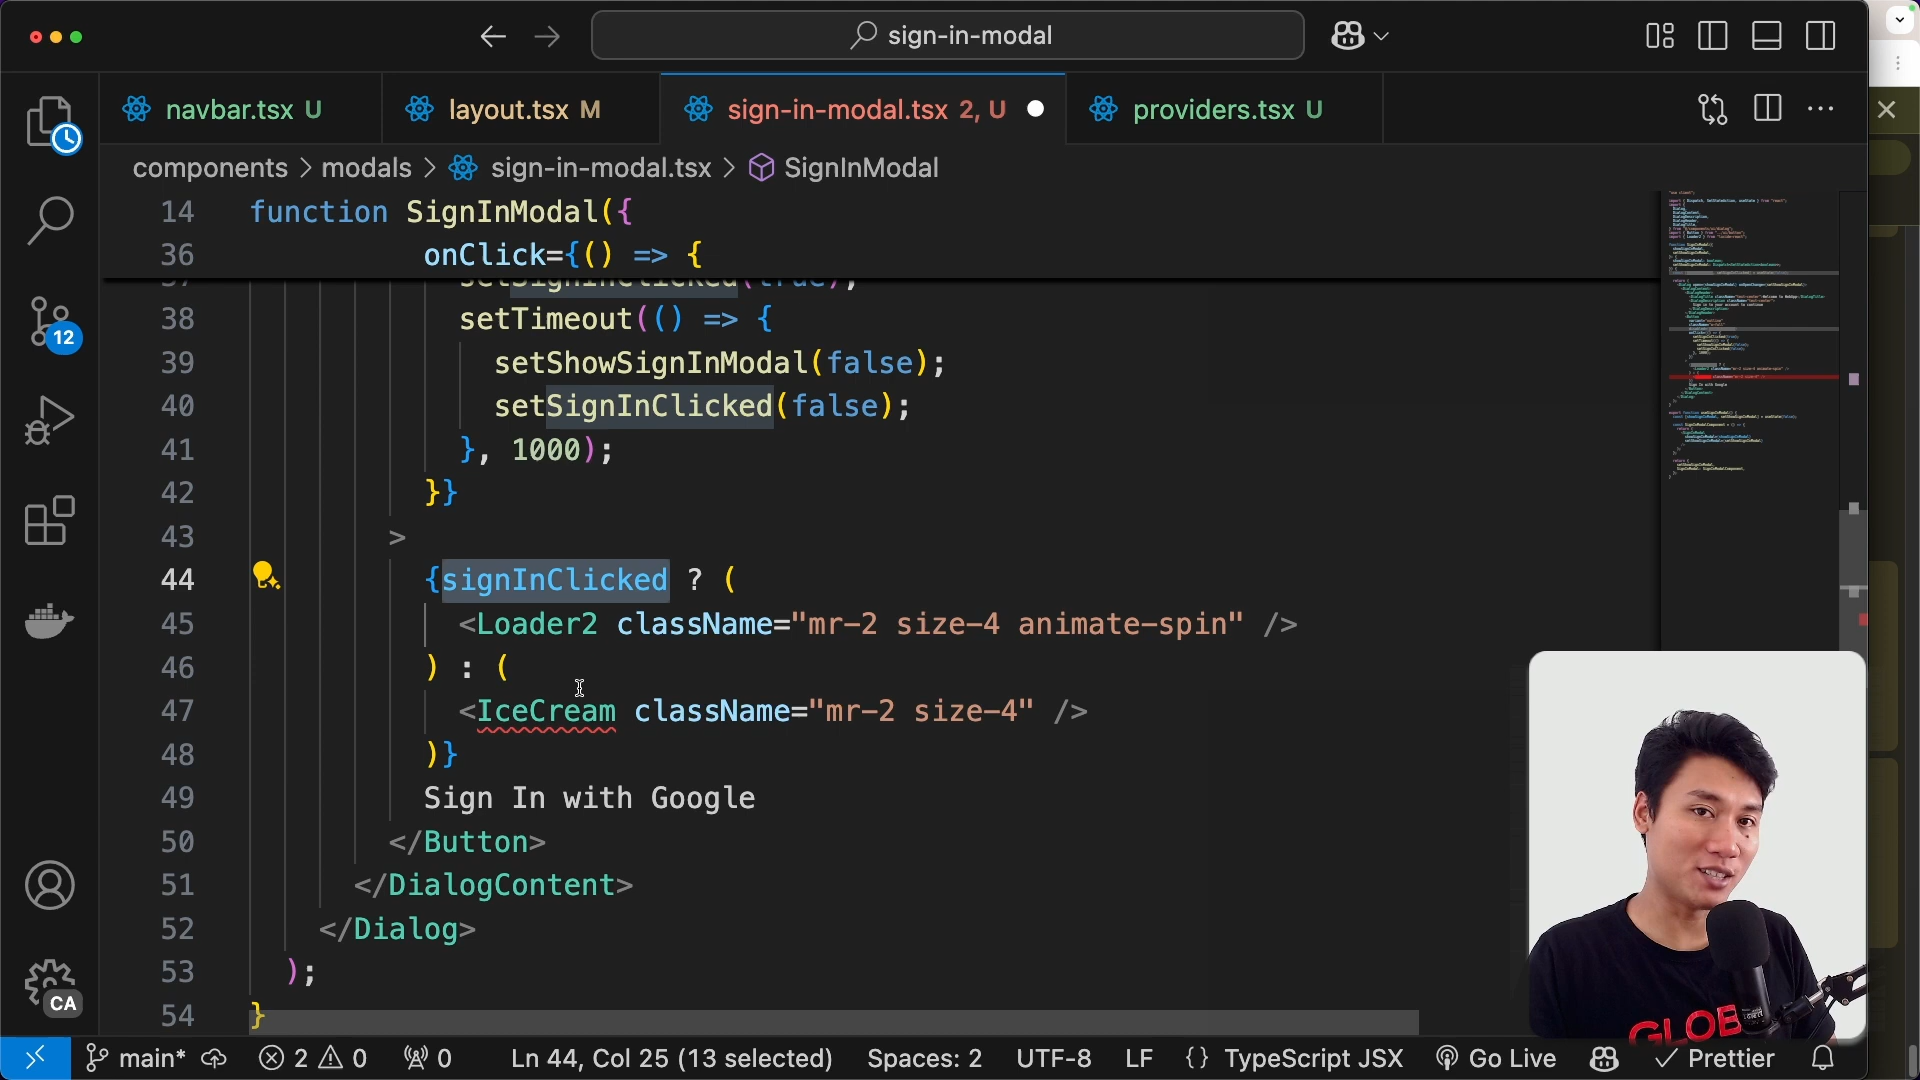 sign-in-modal
navbar.tsx U
layout.tsx M
sign-in-modal.tsx 2, U
providers.tsx U
components > modals > sign-in-modal.tsx > SignInModal
14 function SignInModal({
36 onClick={() => {
37 setSignInClicked(true);
38 setTimeout(() => {
39 setShowSignInModal(false);
40 setSignInClicked(false);
41 }, 1000);
42 }}
43 >
44 {signInClicked ? (
45 <Loader2 className="mr-2 size-4 animate-spin" />
46 ) : (
47 <IceCream className="mr-2 size-4" />
48 )}
49 Sign In with Google
50 </Button>
51 </DialogContent>
52 </Dialog>
53 );
54 }
12
CA
GLOB
main* 2 0 0 Ln 44, Col 25 (13 selected) Spaces: 2 UTF-8 LF {} TypeScript JSX Go Live Prettier